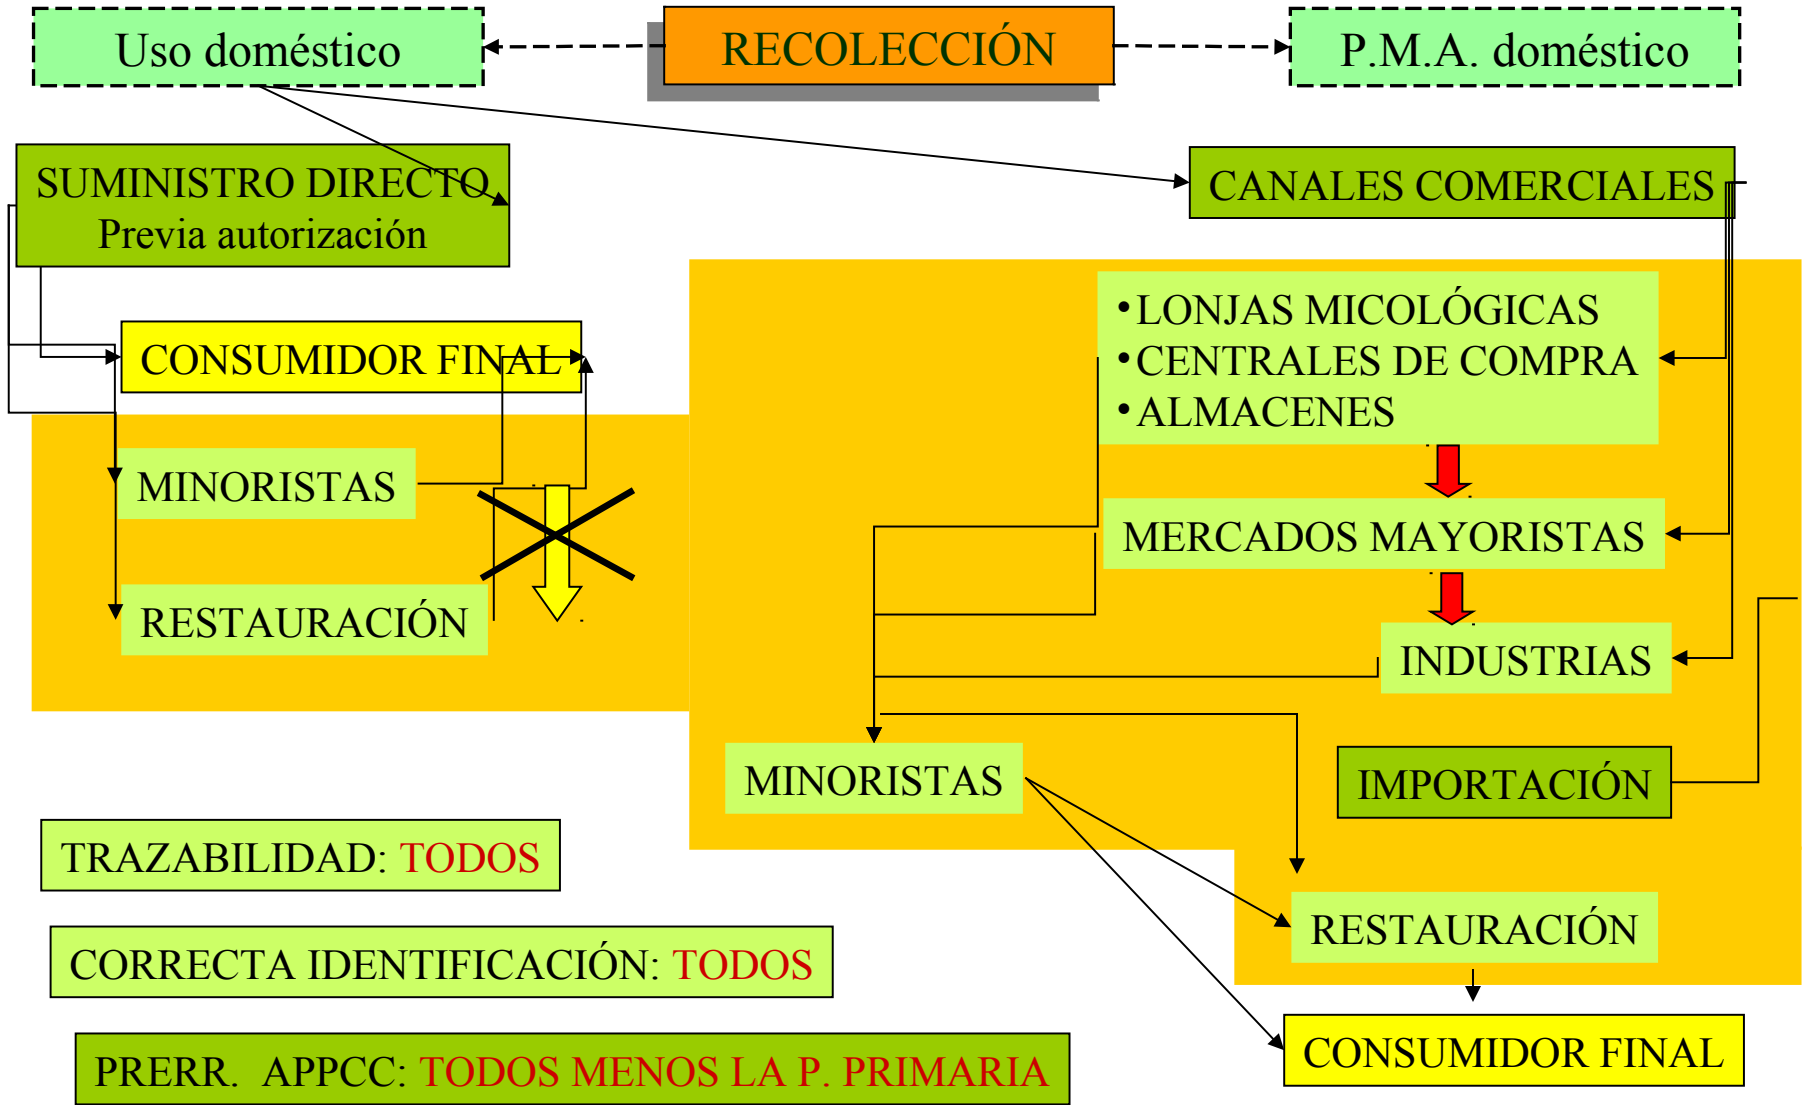 Uso doméstico
RECOLECCIÓN
P.M.A. doméstico
SUMINISTRO DIRECTO
Previa autorización
CANALES COMERCIALES
CONSUMIDOR FINAL
MINORISTAS
RESTAURACIÓN
•LONJAS MICOLÓGICAS
•CENTRALES DE COMPRA
•ALMACENES
MERCADOS MAYORISTAS
INDUSTRIAS
MINORISTAS
IMPORTACIÓN
RESTAURACIÓN
CONSUMIDOR FINAL
TRAZABILIDAD: TODOS
CORRECTA IDENTIFICACIÓN: TODOS
PRERR. APPCC: TODOS MENOS LA P. PRIMARIA